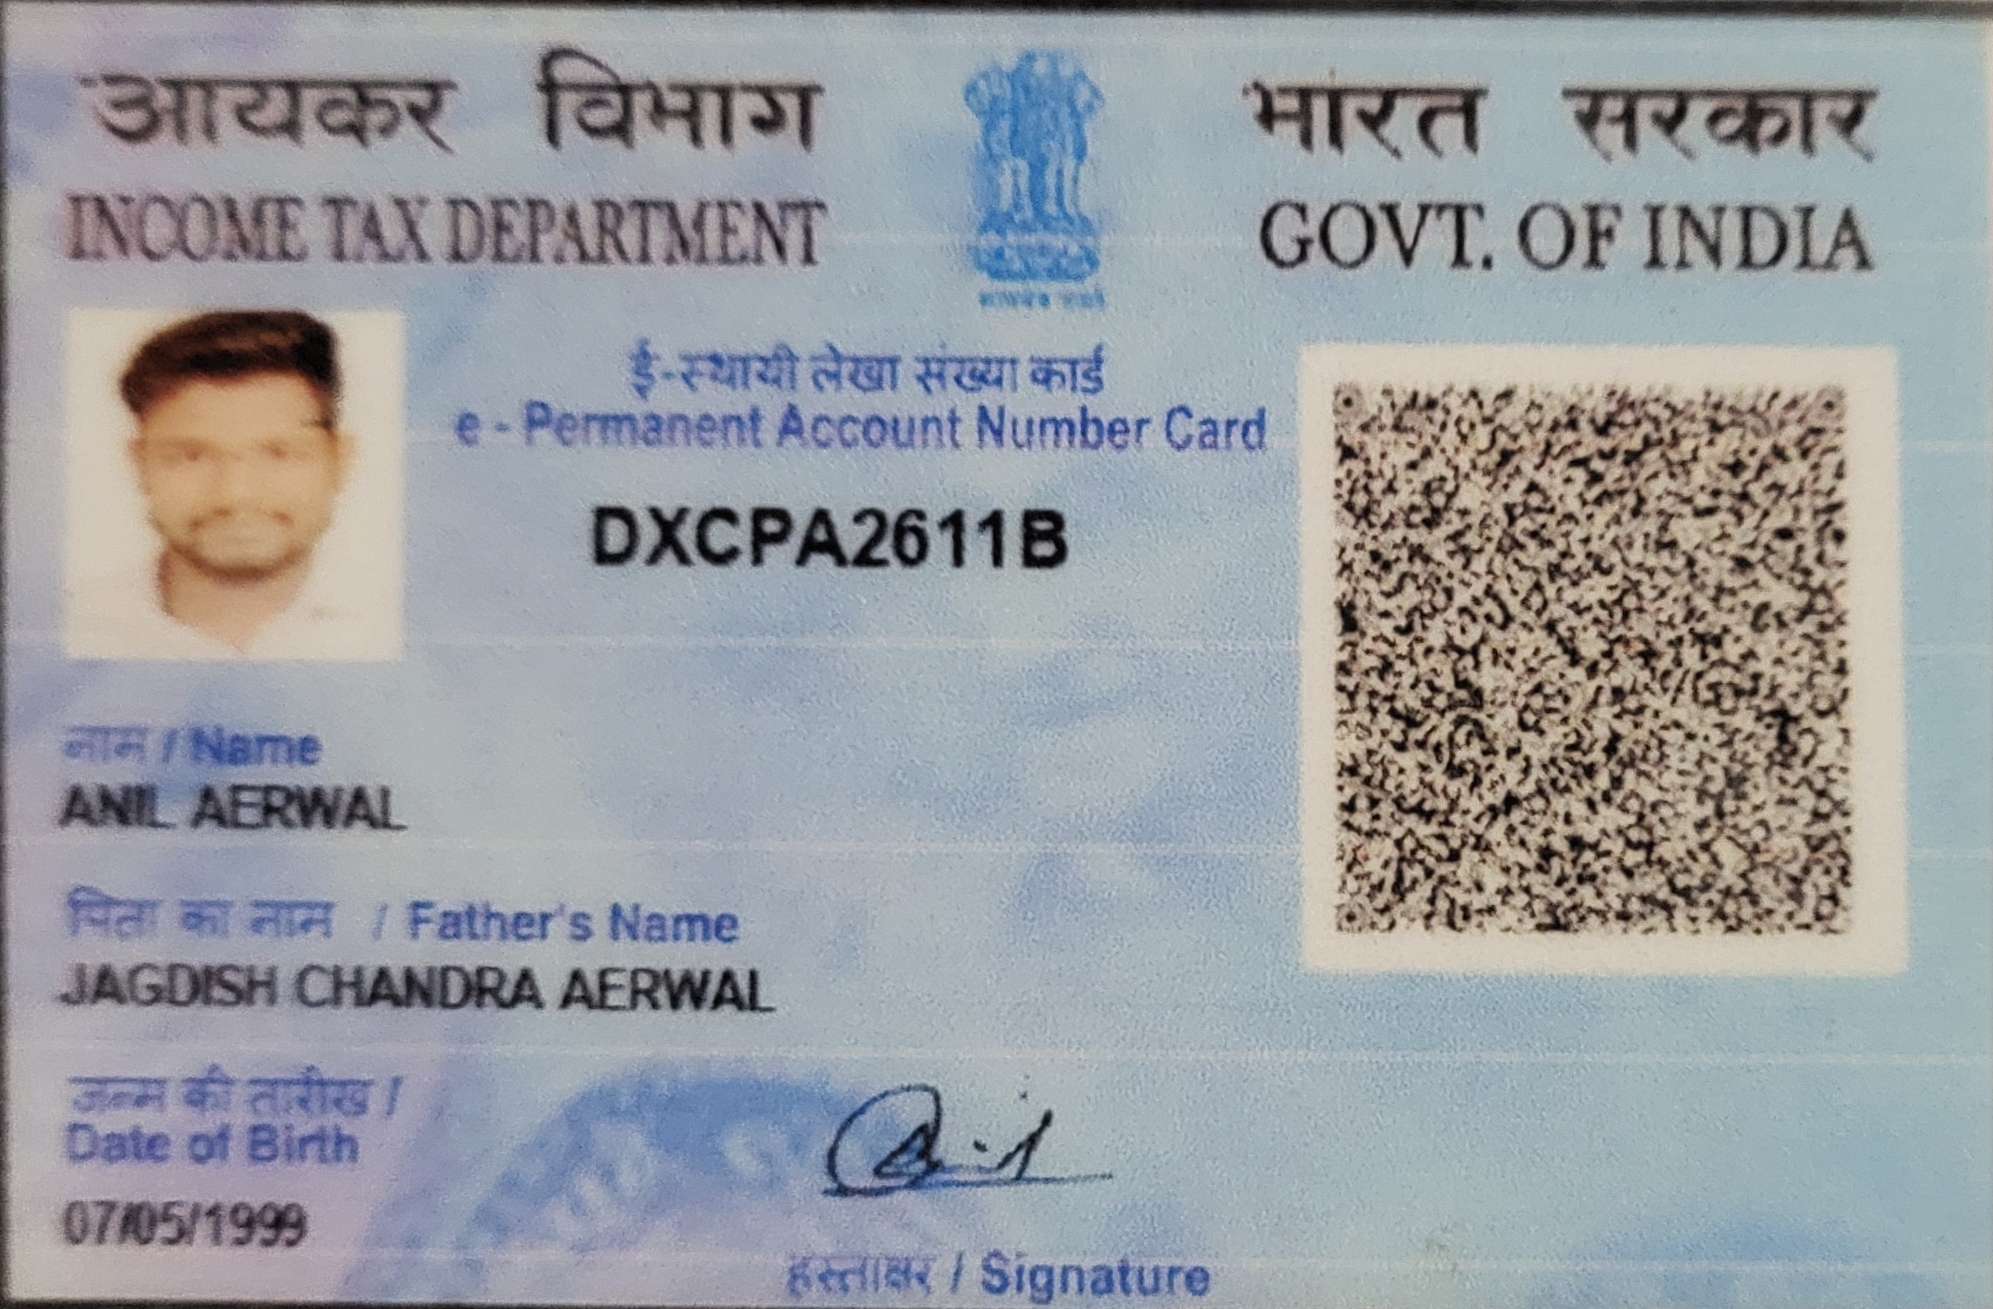 आयकर विभाग
INCOME TAX DEPARTMENT
भारत सरकार
GOVT. OF INDIA
ई-स्थायी लेखा संख्या कार्ड
e - Permanent Account Number Card
DXCPA2611B
नाम / Name
ANIL AERWAL
पिता का नाम / Father's Name
JAGDISH CHANDRA AERWAL
जन्म की तारीख /
Date of Birth
07/05/1999
हस्ताक्षर / Signature